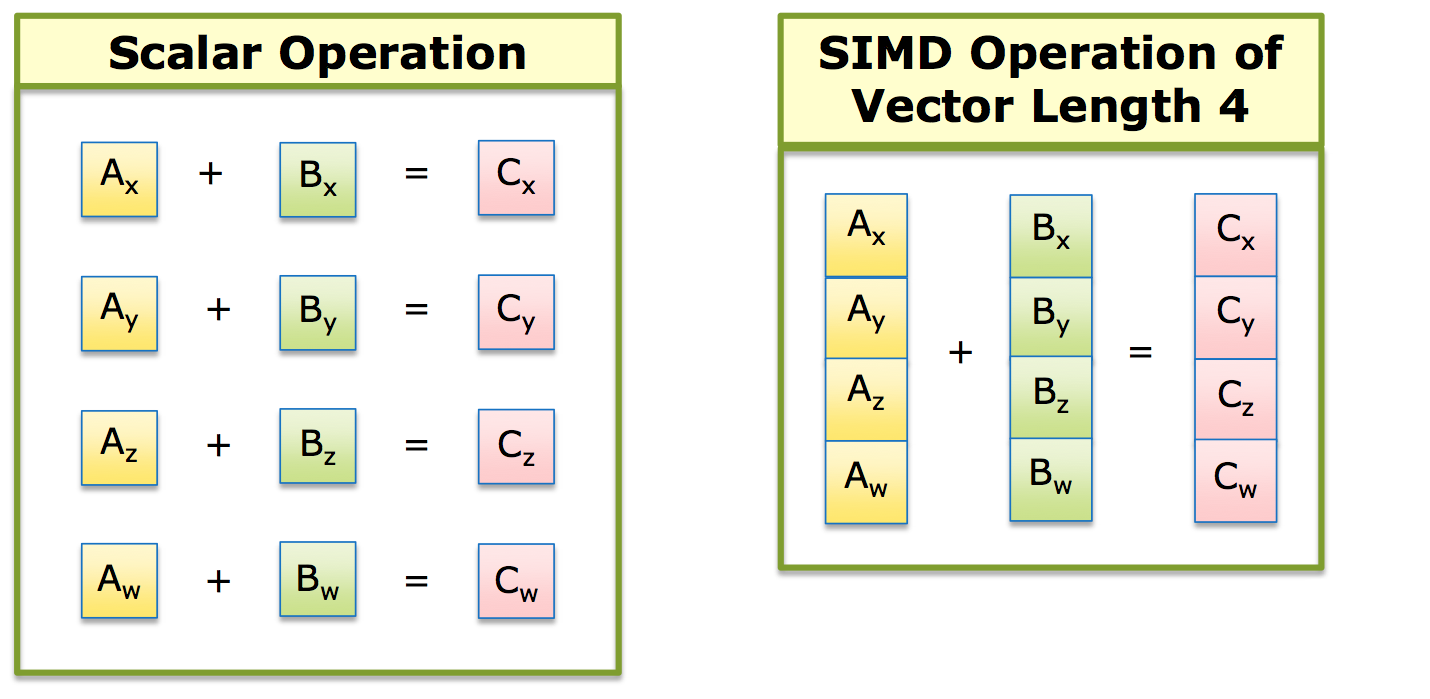 Scalar Operation
A_x + B_x = C_x
A_y + B_y = C_y
A_z + B_z = C_z
A_w + B_w = C_w
SIMD Operation of
Vector Length 4
A_x B_x C_x
A_y B_y C_y
+ =
A_z B_z C_z
A_w B_w C_w